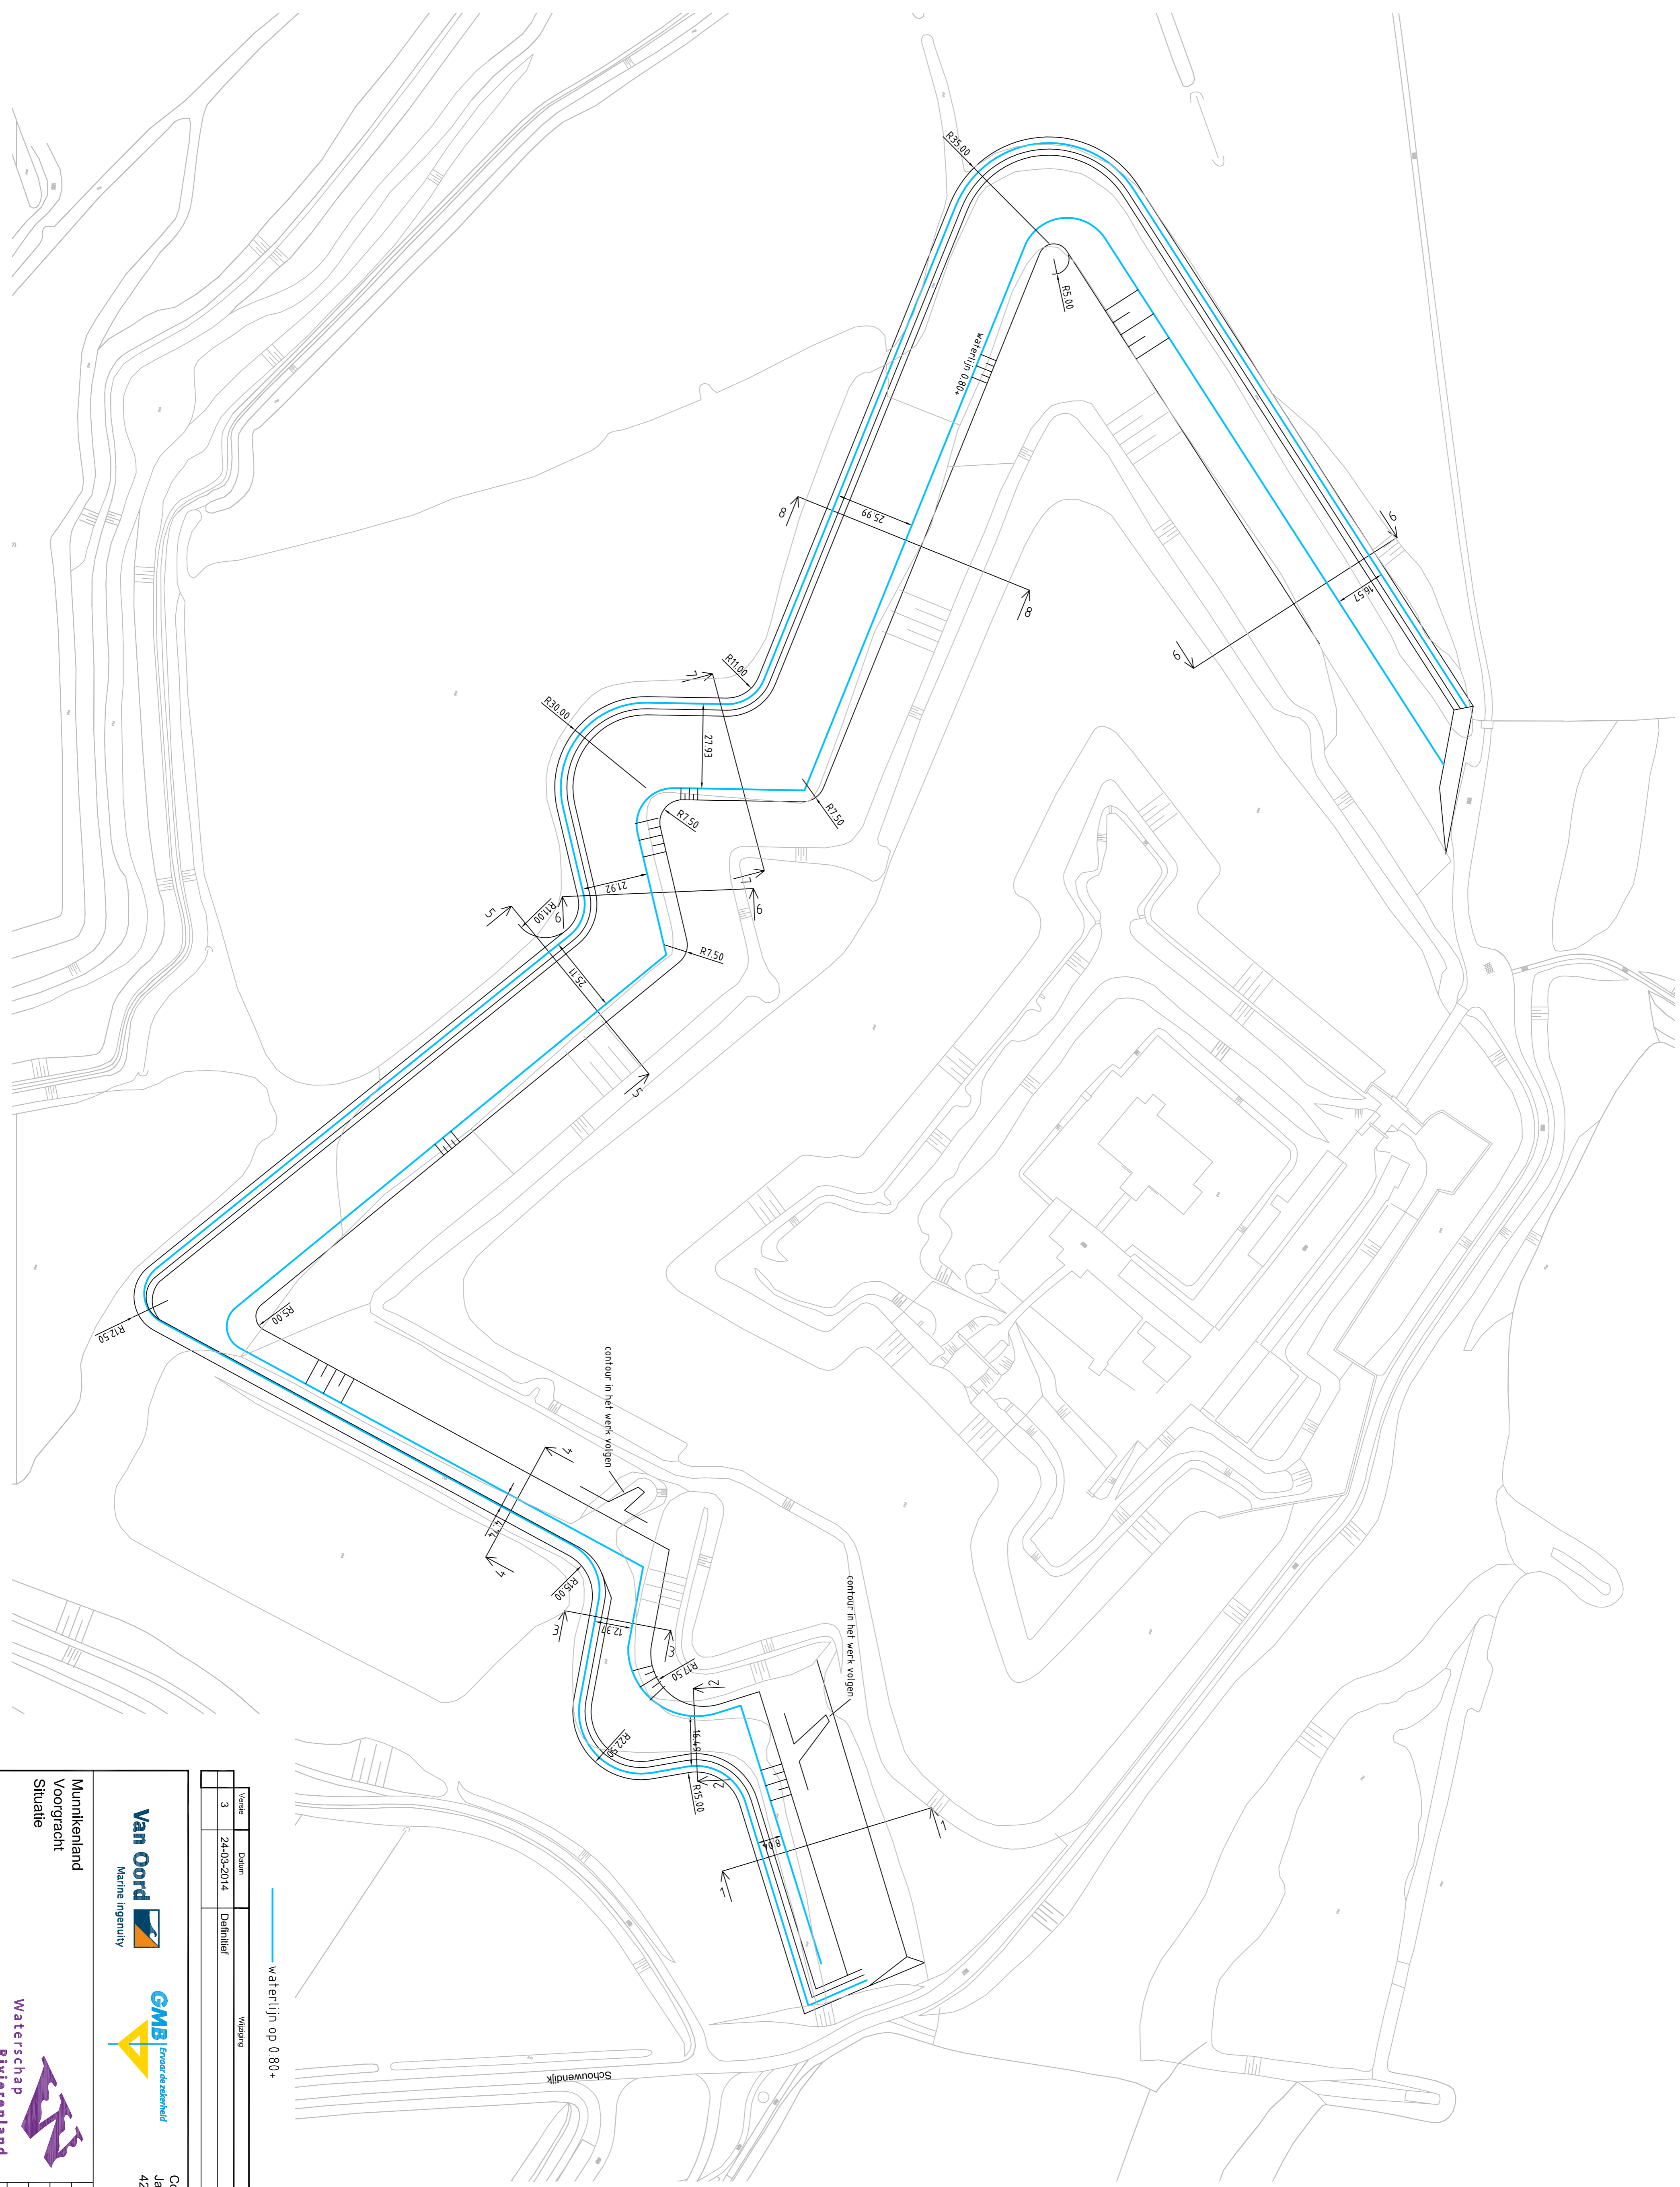 R35.00
R5.00
waterlijn 0.80+
8
25.99
8
9
16.57
9
R11.00
7
R30.00
27.93
R7.50
R7.50
7
21.92
6
6
R11.00
5
R7.50
25.11
5
R5.00
R12.50
contour in het werk volgen
4
4
R15.00
3
12.37
3
R17.50
contour in het werk volgen
2
16.49
2
R22.50
R15.00
1
8.04
1
Schouwendijk
waterlijn op 0.80+
Versie
Datum
Wijziging
3
24-03-2014
Definitief
Van Oord
Marine ingenuity
GMB
Ervaar de zekerheid
Munnikenland
Voorgracht
Situatie
Waterschap
Rivierenland